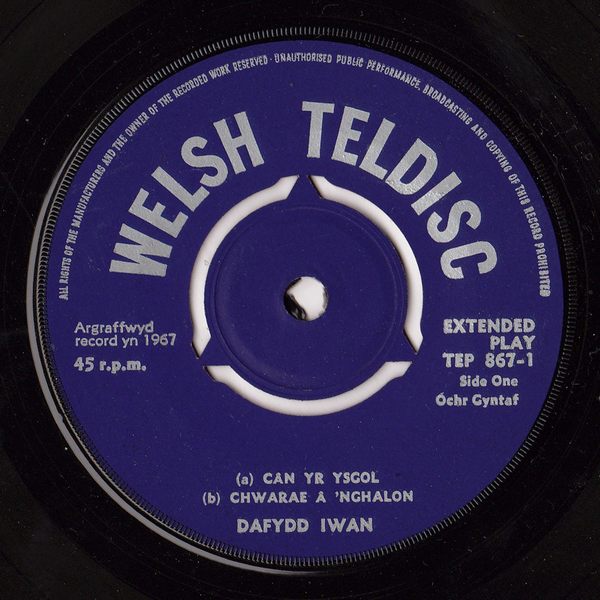 ALL RIGHTS OF THE MANUFACTURERS AND THE OWNER OF THE RECORDED WORK RESERVED · UNAUTHORISED PUBLIC PERFORMANCE, BROADCASTING AND COPYING OF THIS RECORD PROHIBITED
WELSH TELDISC
Argraffwyd
record yn 1967
45 r.p.m.
EXTENDED
PLAY
TEP 867-1
Side One
Óchr Gyntaf
(a) CAN YR YSGOL
(b) CHWARAE Â 'NGHALON
DAFYDD IWAN